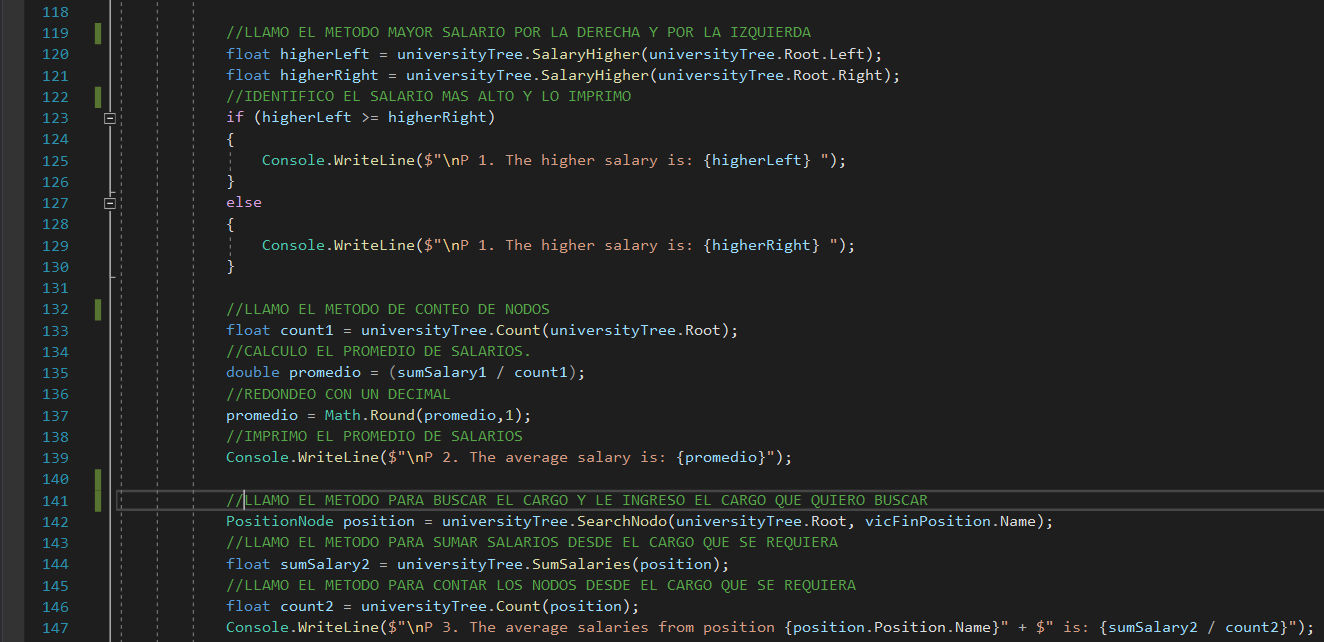 118
119 //LLAMO EL METODO MAYOR SALARIO POR LA DERECHA Y POR LA IZQUIERDA
120 float higherLeft = universityTree.SalaryHigher(universityTree.Root.Left);
121 float higherRight = universityTree.SalaryHigher(universityTree.Root.Right);
122 //IDENTIFICO EL SALARIO MAS ALTO Y LO IMPRIMO
123 if (higherLeft >= higherRight)
124 {
125 Console.WriteLine($"\nP 1. The higher salary is: {higherLeft} ");
126 }
127 else
128 {
129 Console.WriteLine($"\nP 1. The higher salary is: {higherRight} ");
130 }
131
132 //LLAMO EL METODO DE CONTEO DE NODOS
133 float count1 = universityTree.Count(universityTree.Root);
134 //CALCULO EL PROMEDIO DE SALARIOS.
135 double promedio = (sumSalary1 / count1);
136 //REDONDEO CON UN DECIMAL
137 promedio = Math.Round(promedio,1);
138 //IMPRIMO EL PROMEDIO DE SALARIOS
139 Console.WriteLine($"\nP 2. The average salary is: {promedio}");
140
141 //LLAMO EL METODO PARA BUSCAR EL CARGO Y LE INGRESO EL CARGO QUE QUIERO BUSCAR
142 PositionNode position = universityTree.SearchNodo(universityTree.Root, vicFinPosition.Name);
143 //LLAMO EL METODO PARA SUMAR SALARIOS DESDE EL CARGO QUE SE REQUIERA
144 float sumSalary2 = universityTree.SumSalaries(position);
145 //LLAMO EL METODO PARA CONTAR LOS NODOS DESDE EL CARGO QUE SE REQUIERA
146 float count2 = universityTree.Count(position);
147 Console.WriteLine($"\nP 3. The average salaries from position {position.Position.Name}" + $" is: {sumSalary2 / count2}");